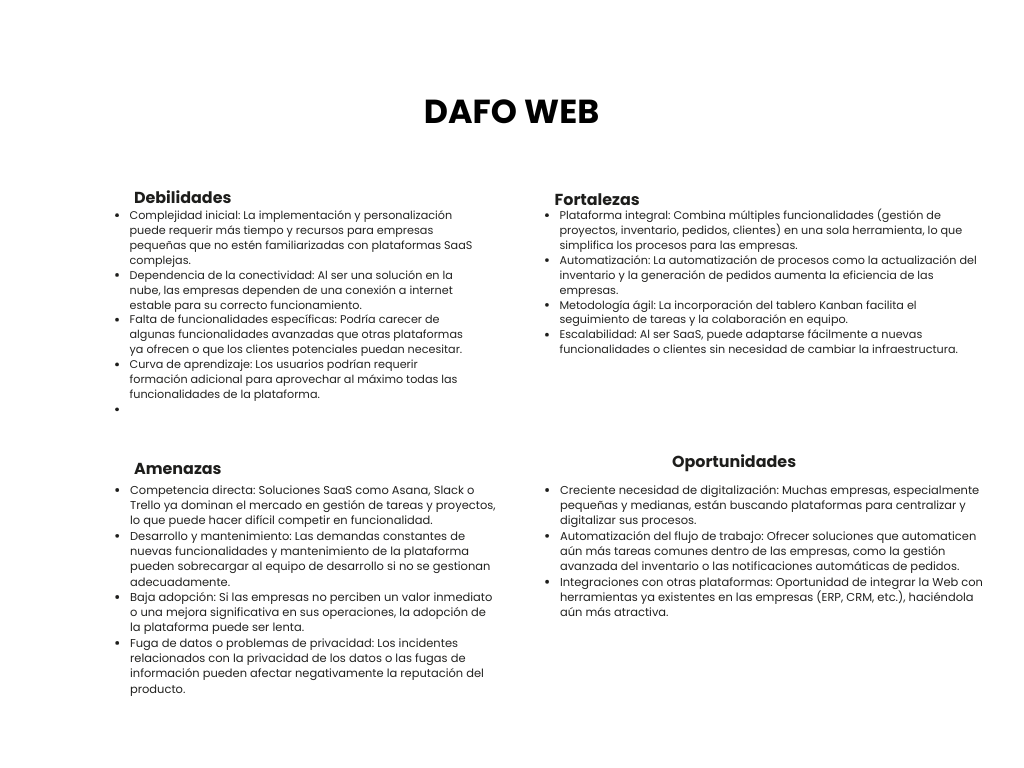 DAFO WEB
Debilidades
• Complejidad inicial: La implementación y personalización
puede requerir más tiempo y recursos para empresas
pequeñas que no estén familiarizadas con plataformas SaaS
complejas.
• Dependencia de la conectividad: Al ser una solución en la
nube, las empresas dependen de una conexión a internet
estable para su correcto funcionamiento.
• Falta de funcionalidades específicas: Podría carecer de
algunas funcionalidades avanzadas que otras plataformas
ya ofrecen o que los clientes potenciales puedan necesitar.
• Curva de aprendizaje: Los usuarios podrían requerir
formación adicional para aprovechar al máximo todas las
funcionalidades de la plataforma.
•
Fortalezas
• Plataforma integral: Combina múltiples funcionalidades (gestión de
proyectos, inventario, pedidos, clientes) en una sola herramienta, lo que
simplifica los procesos para las empresas.
• Automatización: La automatización de procesos como la actualización del
inventario y la generación de pedidos aumenta la eficiencia de las
empresas.
• Metodología ágil: La incorporación del tablero Kanban facilita el
seguimiento de tareas y la colaboración en equipo.
• Escalabilidad: Al ser SaaS, puede adaptarse fácilmente a nuevas
funcionalidades o clientes sin necesidad de cambiar la infraestructura.
Amenazas
• Competencia directa: Soluciones SaaS como Asana, Slack o
Trello ya dominan el mercado en gestión de tareas y proyectos,
lo que puede hacer difícil competir en funcionalidad.
• Desarrollo y mantenimiento: Las demandas constantes de
nuevas funcionalidades y mantenimiento de la plataforma
pueden sobrecargar al equipo de desarrollo si no se gestionan
adecuadamente.
• Baja adopción: Si las empresas no perciben un valor inmediato
o una mejora significativa en sus operaciones, la adopción de
la plataforma puede ser lenta.
• Fuga de datos o problemas de privacidad: Los incidentes
relacionados con la privacidad de los datos o las fugas de
información pueden afectar negativamente la reputación del
producto.
Oportunidades
• Creciente necesidad de digitalización: Muchas empresas, especialmente
pequeñas y medianas, están buscando plataformas para centralizar y
digitalizar sus procesos.
• Automatización del flujo de trabajo: Ofrecer soluciones que automaticen
aún más tareas comunes dentro de las empresas, como la gestión
avanzada del inventario o las notificaciones automáticas de pedidos.
• Integraciones con otras plataformas: Oportunidad de integrar la Web con
herramientas ya existentes en las empresas (ERP, CRM, etc.), haciéndola
aún más atractiva.